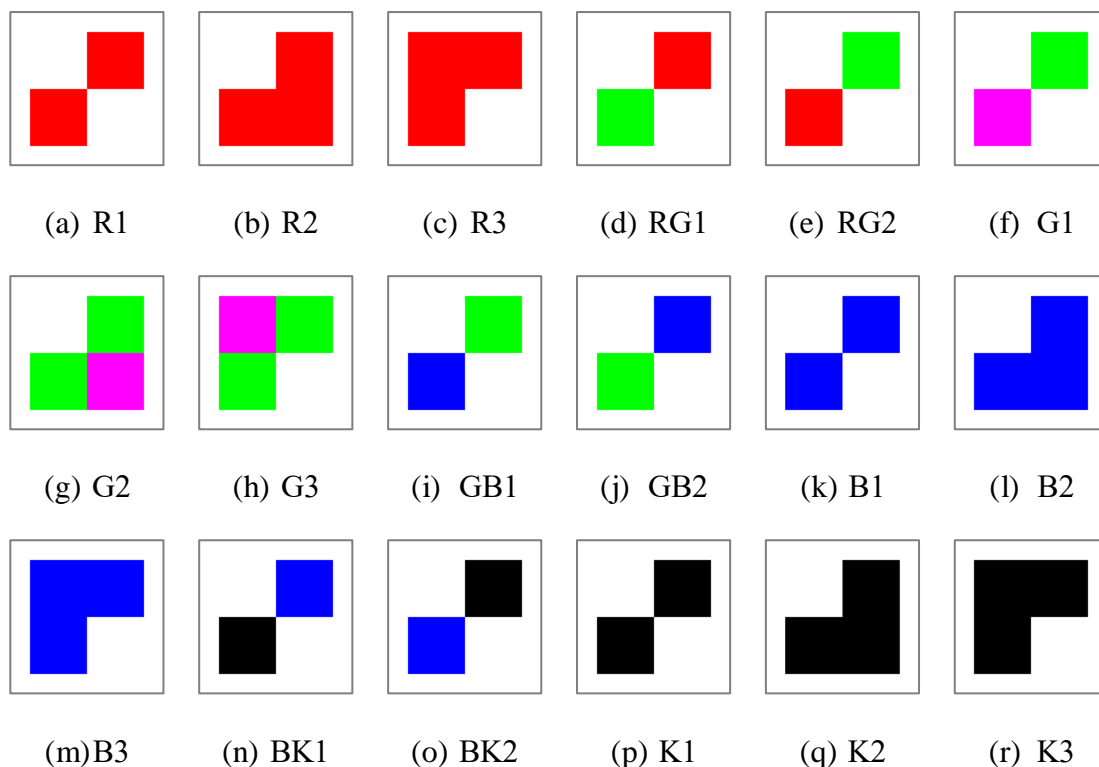 (a) R1 (b) R2 (c) R3 (d) RG1 (e) RG2 (f) G1
(g) G2 (h) G3 (i) GB1 (j) GB2 (k) B1 (l) B2
(m)B3 (n) BK1 (o) BK2 (p) K1 (q) K2 (r) K3